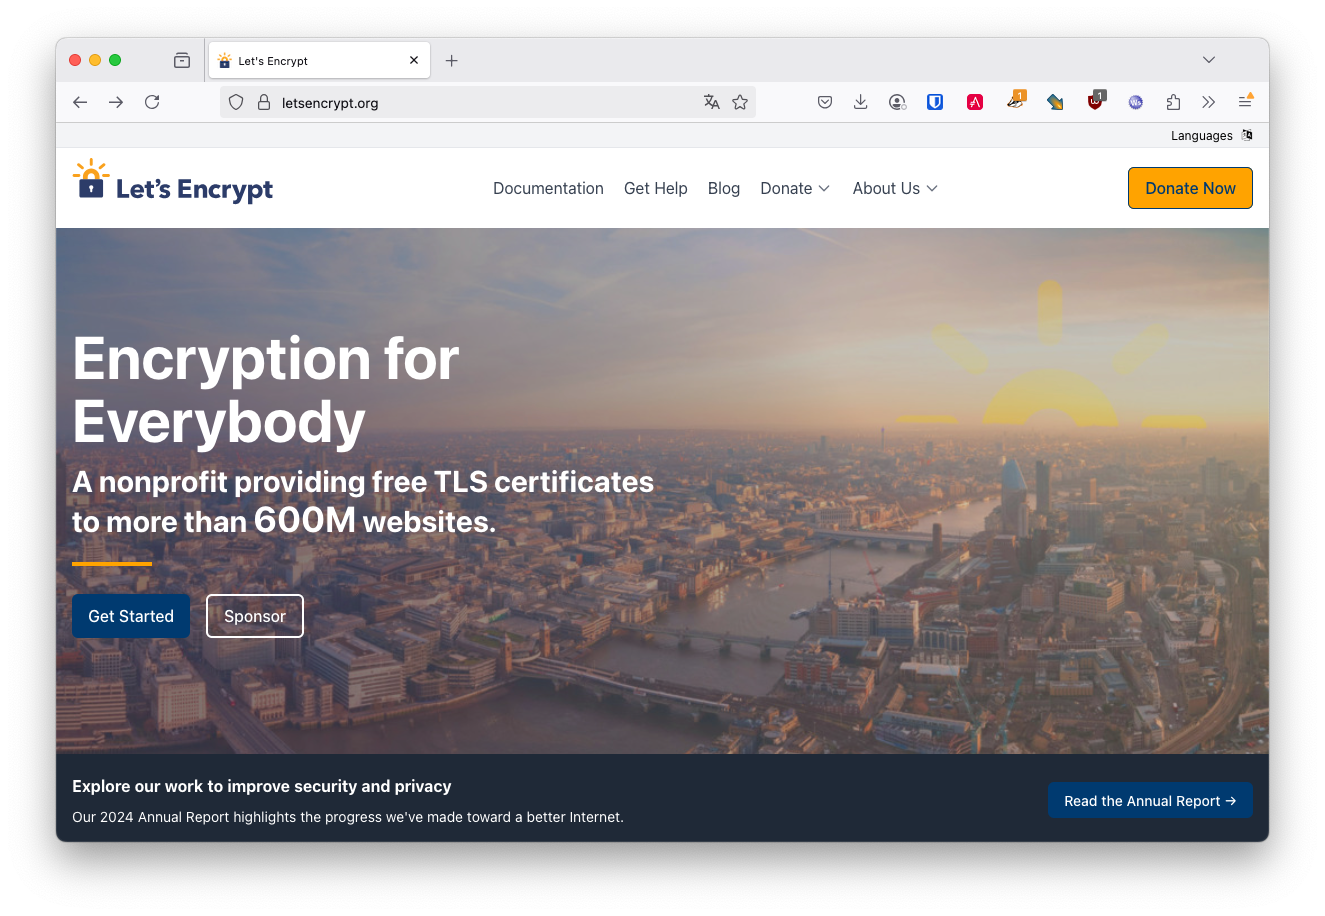 Let's Encrypt
letsencrypt.org
1
1
Languages
Let's Encrypt
Documentation Get Help Blog Donate About Us
Donate Now
Encryption for
Everybody
A nonprofit providing free TLS certificates
to more than 600M websites.
Get Started Sponsor
Explore our work to improve security and privacy
Our 2024 Annual Report highlights the progress we've made toward a better Internet.
Read the Annual Report →